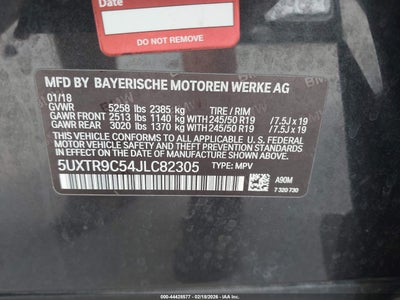 DO NOT REMOVE
MFD BY BAYERISCHE MOTOREN WERKE AG
01/18
GVWR 5258 lbs 2385 kg TIRE / RIM
GAWR FRONT 2513 lbs 1140 kg WITH 245/50 R19 /7.5J x 19
GAWR REAR 3020 lbs 1370 kg WITH 245/50 R19 /7.5J x 19
THIS VEHICLE CONFORMS TO ALL APPLICABLE U.S. FEDERAL
MOTOR VEHICLE SAFETY, BUMPER, AND THEFT PREVENTION
STANDARDS IN EFFECT ON THE DATE OF MANUFACTURE SHOWN ABOVE.
5UXTR9C54JLC82305 TYPE: MPV
A90M
7 320 730
000-44428577 - 02/18/2026 - iaai.com